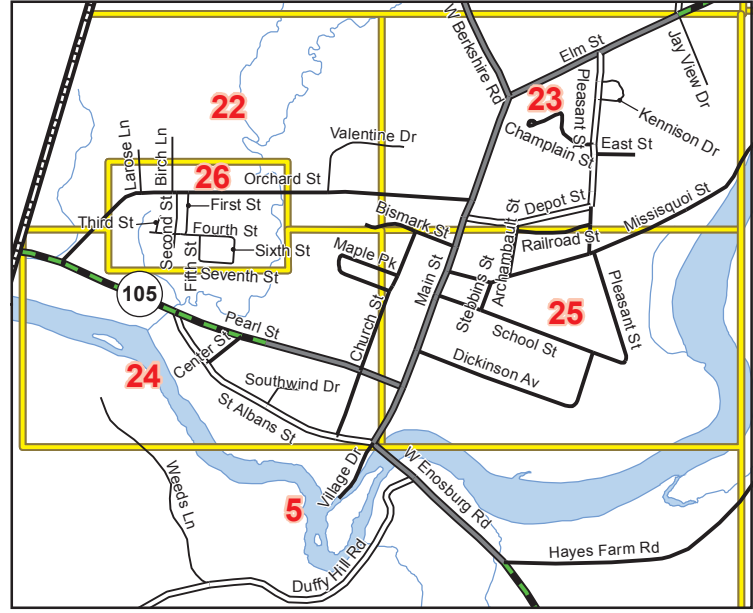 W Berkshire Rd
Elm St
Jay View Dr
22
23
Pleasant St
Kennison Dr
Champlain St
East St
Valentine Dr
Larose Ln
Birch Ln
26
Orchard St
First St
Second St
Third St
Fourth St
Fifth St
Sixth St
Seventh St
Depot St
Missisquoi St
Bismark St
Railroad St
Archambault St
Maple Pk
Main St
Stebbins St
Pleasant St
25
105
Pearl St
Church St
School St
Center St
Dickinson Av
24
Southwind Dr
St Albans St
Village Dr
W Enosburg Rd
Weeds Ln
5
Hayes Farm Rd
Duffy Hill Rd